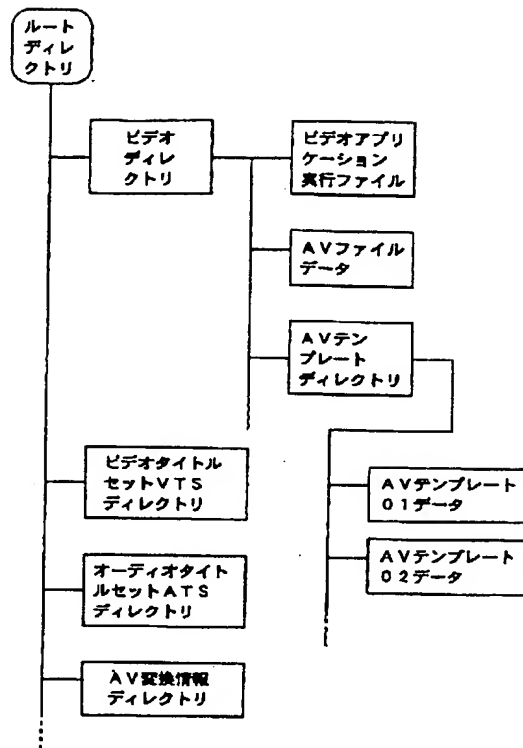 ルート
ディレ
クトリ
ビデオ
ディレ
クトリ
ビデオアプリ
ケーション
実行ファイル
AVファイル
データ
AVテン
プレート
ディレクトリ
ビデオタイトル
セットVTS
ディレクトリ
AVテンプレート
01データ
AVテンプレート
02データ
オーディオタイト
ルセットATS
ディレクトリ
AV変換情報
ディレクトリ